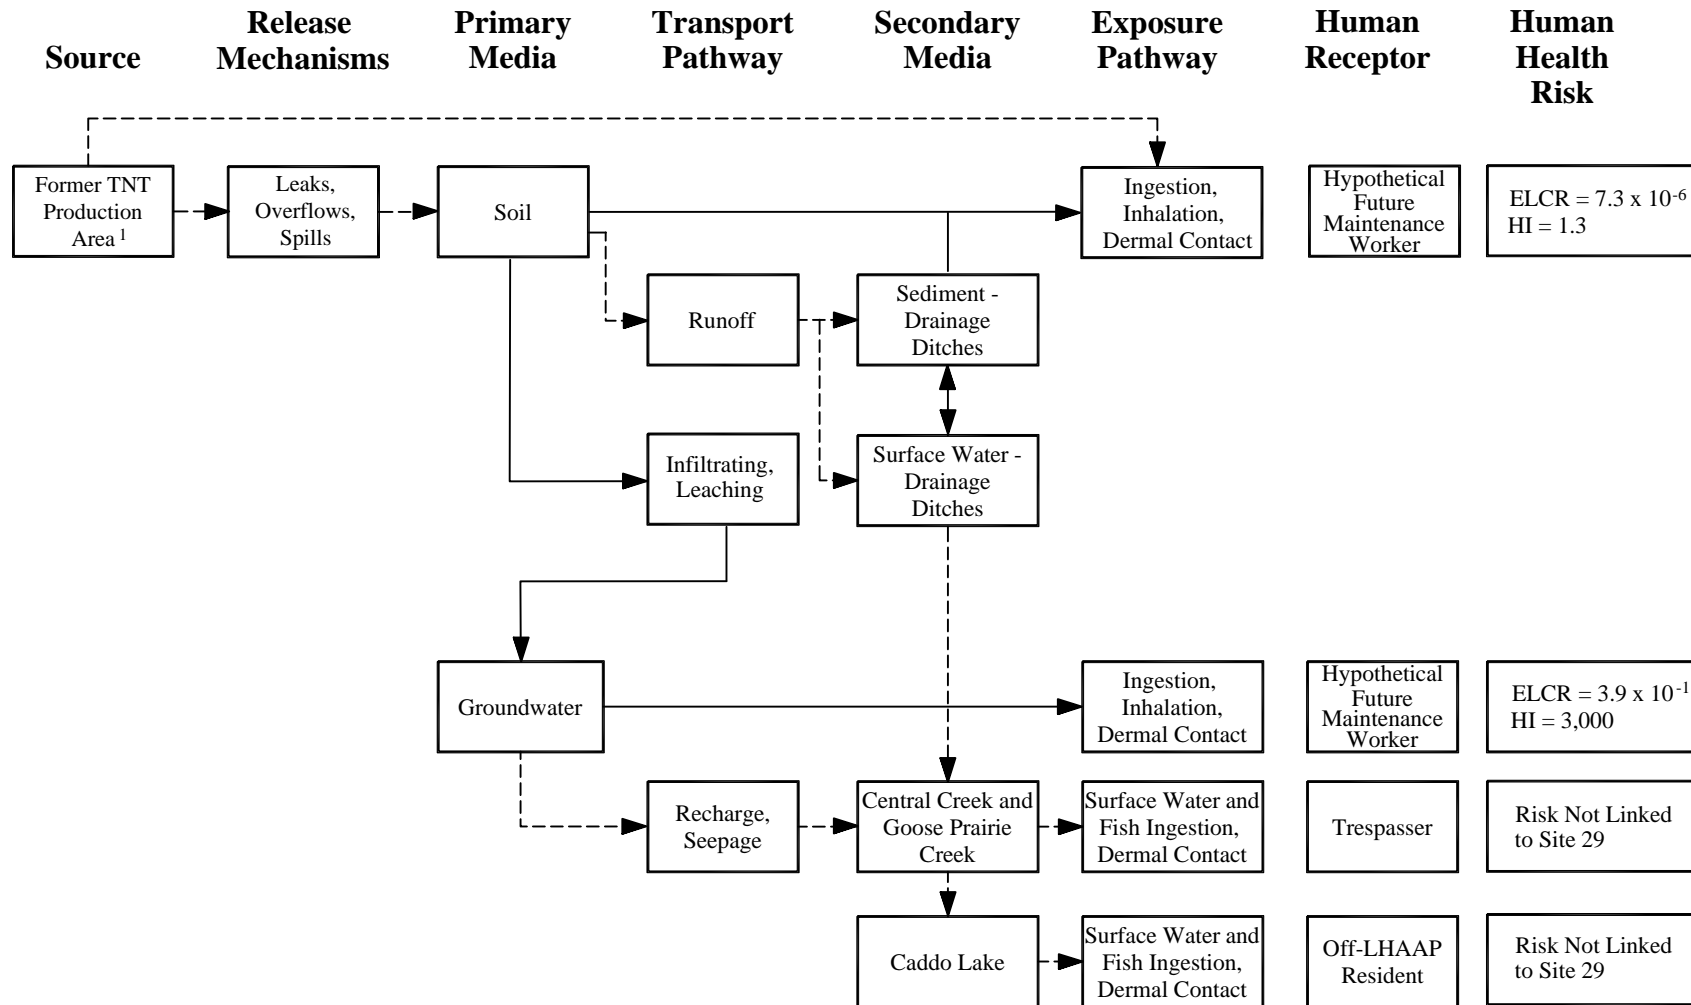 Source
Release
Mechanisms
Primary
Media
Transport
Pathway
Secondary
Media
Exposure
Pathway
Human
Receptor
Human
Health
Risk
Former TNT
Production
Area 1
Leaks,
Overflows,
Spills
Soil
Ingestion,
Inhalation,
Dermal Contact
Hypothetical
Future
Maintenance
Worker
ELCR = 7.3 x 10-6
HI = 1.3
Runoff
Sediment -
Drainage
Ditches
Infiltrating,
Leaching
Surface Water -
Drainage
Ditches
Groundwater
Ingestion,
Inhalation,
Dermal Contact
Hypothetical
Future
Maintenance
Worker
ELCR = 3.9 x 10-1
HI = 3,000
Recharge,
Seepage
Central Creek and
Goose Prairie
Creek
Surface Water and
Fish Ingestion,
Dermal Contact
Trespasser
Risk Not Linked
to Site 29
Caddo Lake
Surface Water and
Fish Ingestion,
Dermal Contact
Off-LHAAP
Resident
Risk Not Linked
to Site 29